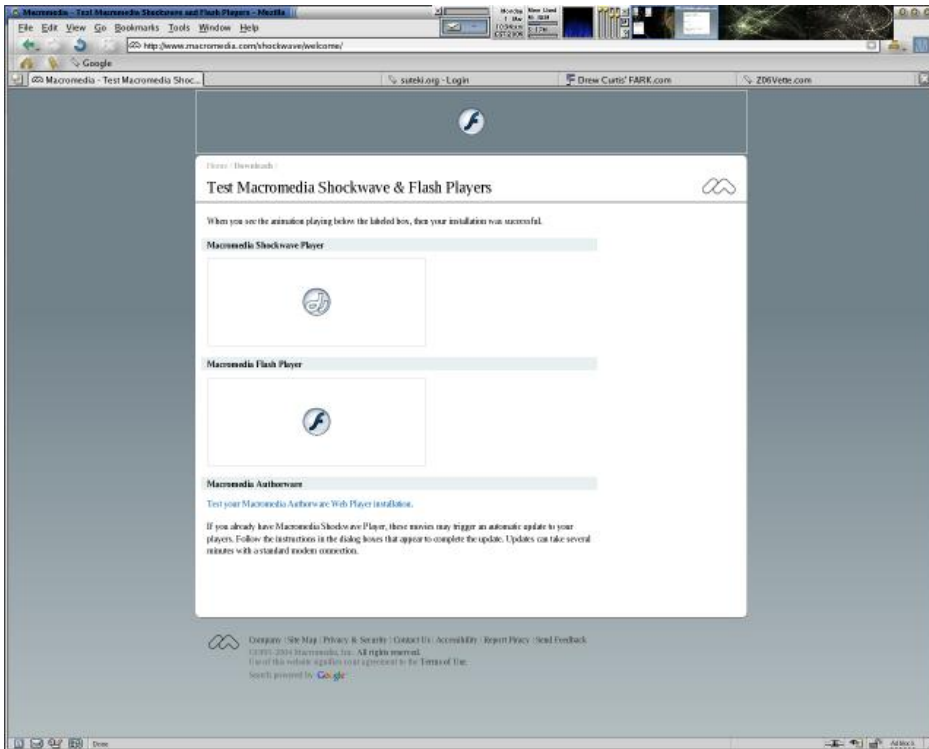 Macromedia - Test Macromedia Shockwave and Flash Players - Mozilla
File Edit View Go Bookmarks Tools Window Help
http://www.macromedia.com/shockwave/welcome/
Google
Macromedia - Test Macromedia Shoc...
suteki.org - Login
Drew Curtis' FARK.com
Z06Vette.com
Home / Downloads /
Test Macromedia Shockwave & Flash Players
When you see the animation playing below the labeled box, then your installation was successful.
Macromedia Shockwave Player
Macromedia Flash Player
Macromedia Authorware
Test your Macromedia Authorware Web Player installation.
If you already have Macromedia Shockwave Player, these movies may trigger an automatic update to your
players. Follow the instructions in the dialog boxes that appear to complete the update. Updates can take several
minutes with a standard modem connection.
Company | Site Map | Privacy & Security | Contact Us | Accessibility | Report Piracy | Send Feedback
©1995-2004 Macromedia, Inc. All rights reserved.
Use of this website signifies your agreement to the Terms of Use.
Search powered by Google
Done